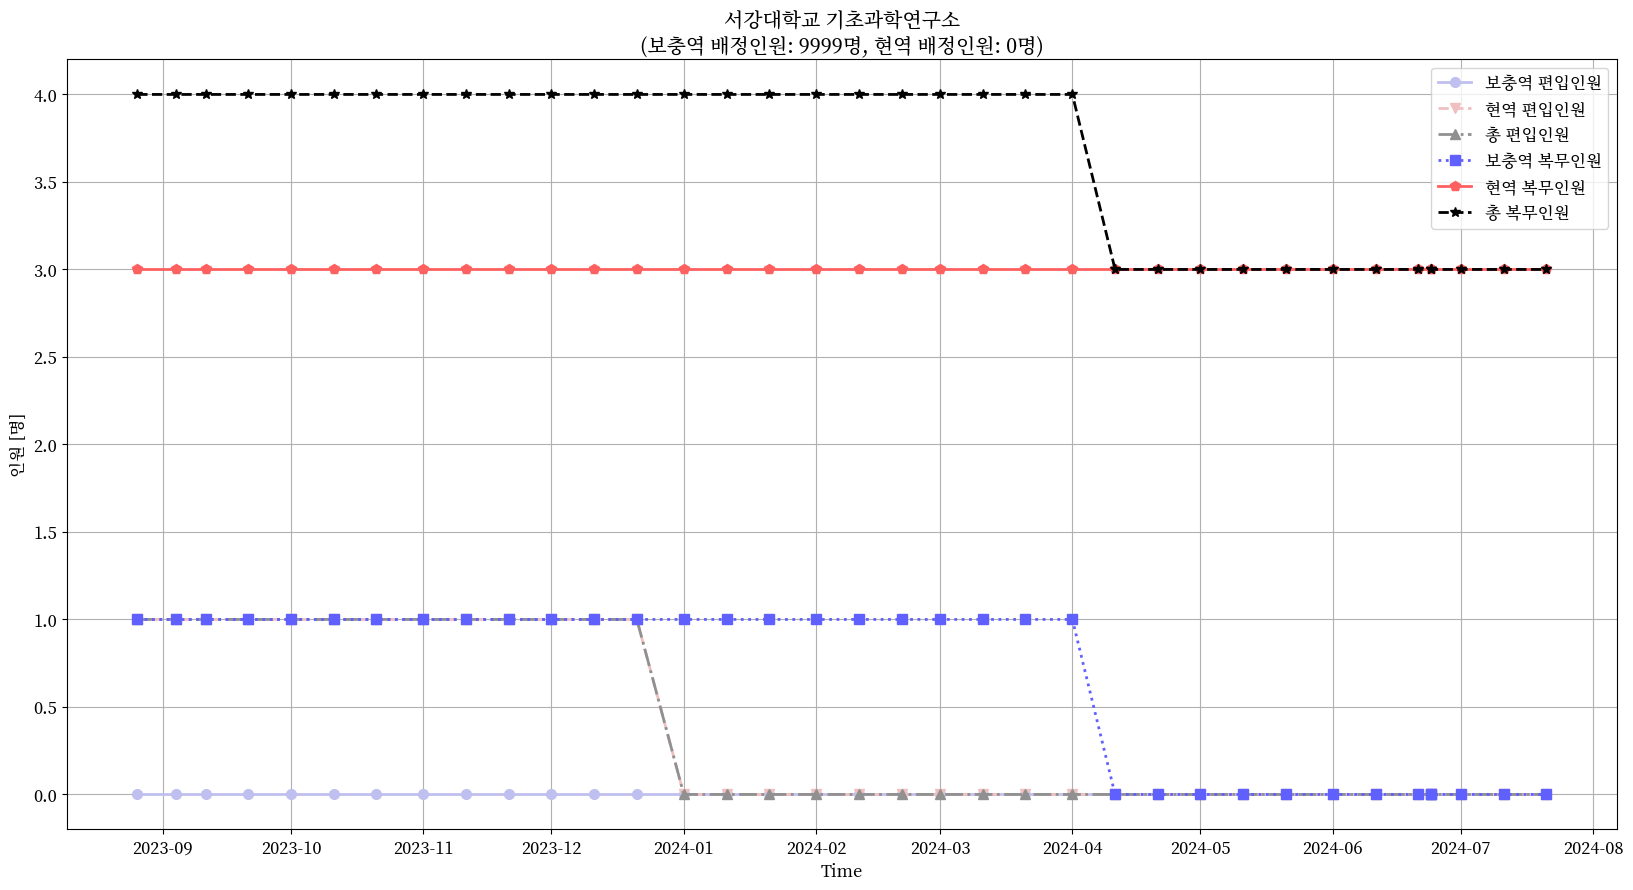 서강대학교 기초과학연구소
(보충역 배정인원: 9999명, 현역 배정인원: 0명)
보충역 편입인원
현역 편입인원
총 편입인원
보충역 복무인원
현역 복무인원
총 복무인원
4.0
3.5
3.0
2.5
2.0
1.5
1.0
0.5
0.0
인원 [명]
2023-09 2023-10 2023-11 2023-12 2024-01 2024-02 2024-03 2024-04 2024-05 2024-06 2024-07 2024-08
Time